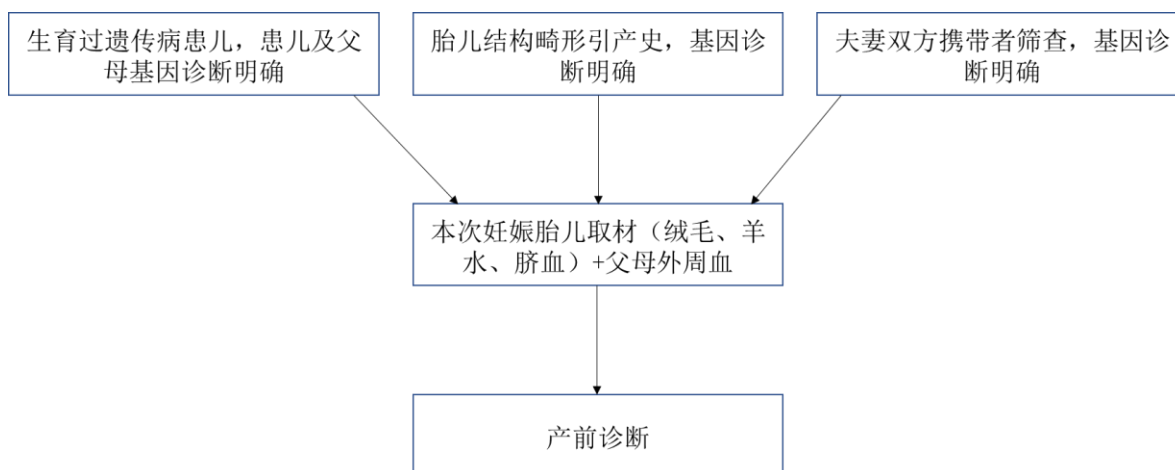 生育过遗传病患儿，患儿及父
母基因诊断明确
胎儿结构畸形引产史，基因诊
断明确
夫妻双方携带者筛查，基因诊
断明确
本次妊娠胎儿取材（绒毛、羊
水、脐血）+父母外周血
产前诊断